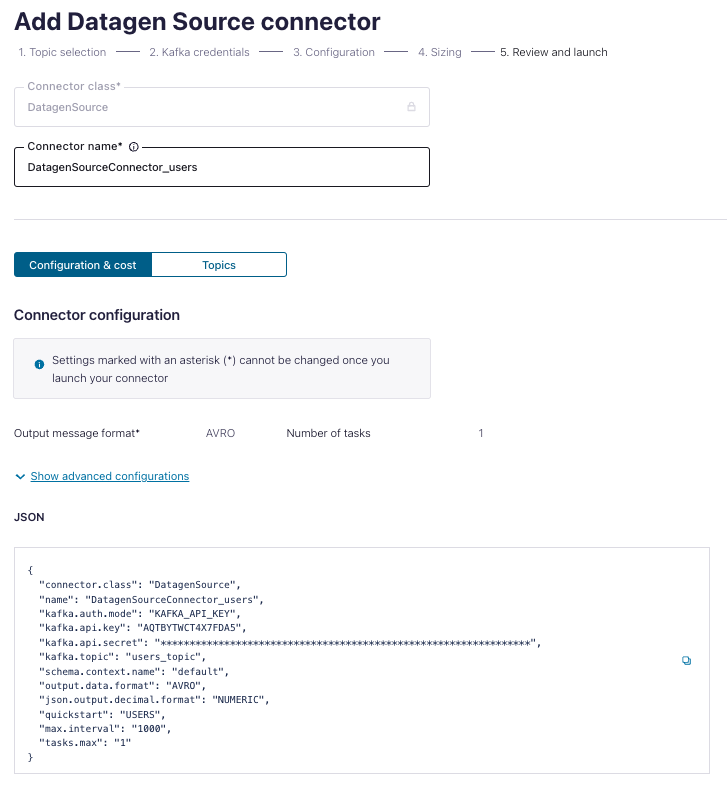 Add Datagen Source connector
1. Topic selection 2. Kafka credentials 3. Configuration 4. Sizing 5. Review and launch
Connector class*
DatagenSource
Connector name*
DatagenSourceConnector_users
Configuration & cost Topics
Connector configuration
Settings marked with an asterisk (*) cannot be changed once you
launch your connector
Output message format* AVRO Number of tasks 1
Show advanced configurations
JSON
{
"connector.class": "DatagenSource",
"name": "DatagenSourceConnector_users",
"kafka.auth.mode": "KAFKA_API_KEY",
"kafka.api.key": "AQTBYTWCT4X7FDA5",
"kafka.api.secret": "****************************************************************",
"kafka.topic": "users_topic",
"schema.context.name": "default",
"output.data.format": "AVRO",
"json.output.decimal.format": "NUMERIC",
"quickstart": "USERS",
"max.interval": "1000",
"tasks.max": "1"
}